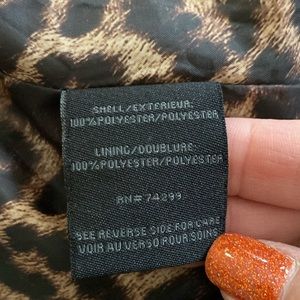 SHELL/EXTERIEUR:
100% POLYESTER/POLYESTER
LINING/DOUBLURE:
100% POLYESTER/POLYESTER
RN# 74299
SEE REVERSE SIDE FOR CARE
VOIR AU VERSO POUR SOINS